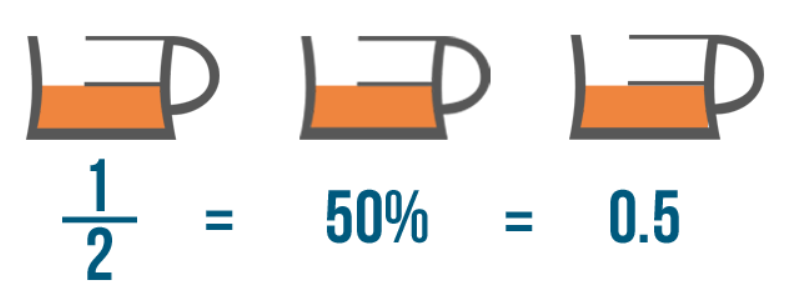 1
2
= 50% = 0.5